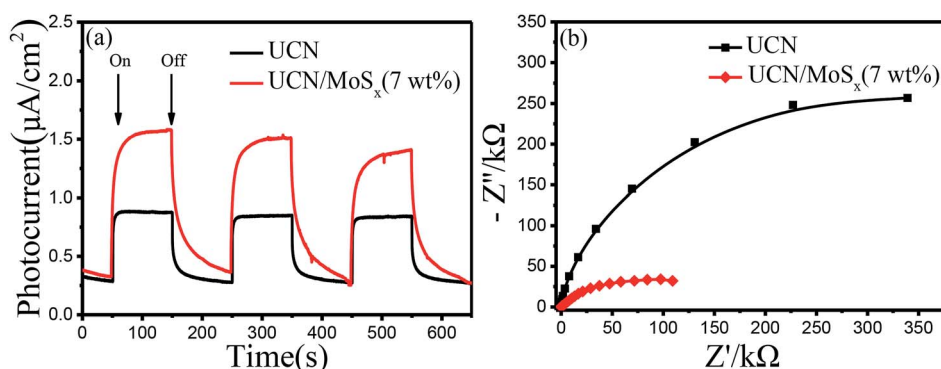 (a)
On
Off
UCN
UCN/MoSₓ(7 wt%)
Photocurrent(μA/cm²)
2.5
2.0
1.5
1.0
0.5
0.0
0 100 200 300 400 500 600
Time(s)
(b)
UCN
UCN/MoSₓ(7 wt%)
- Z''/kΩ
350
300
250
200
150
100
50
0
0 50 100 150 200 250 300 350
Z'/kΩ